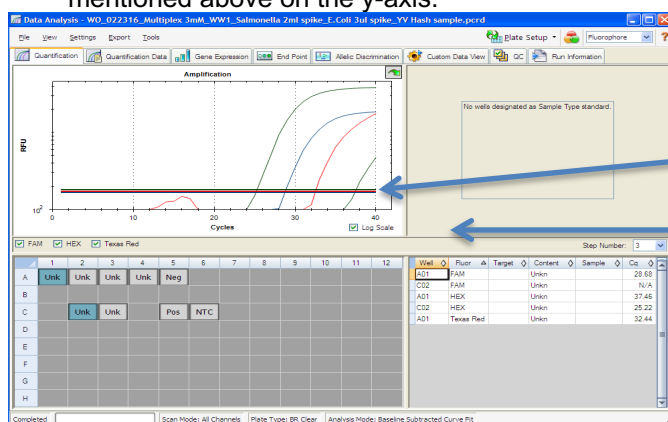 mentioned above on the y-axis.
Data Analysis - WO_022316_Multiplex 3mM_WW1_Salmonella 2ml spike_E.Coli 3ul spike_YV Hash sample.pcrd
File View Settings Export Tools Plate Setup Fluorophore ?
Quantification Quantification Data Gene Expression End Point Allelic Discrimination Custom Data View QC Run Information
Amplification
No wells designated as Sample Type standard.
RFU
10^2
0 10 20 30 40
Cycles
Log Scale
FAM HEX Texas Red Step Number: 3
1 2 3 4 5 6 7 8 9 10 11 12
A Unk Unk Unk Unk Neg
B
C Unk Unk Pos NTC
D
E
F
G
H
Well Fluor Target Content Sample Cq
A01 FAM Unkn 28.68
C02 FAM Unkn N/A
A01 HEX Unkn 37.46
C02 HEX Unkn 25.22
A01 Texas Red Unkn 32.44
Completed Scan Mode: All Channels Plate Type: BR Clear Analysis Mode: Baseline Subtracted Curve Fit